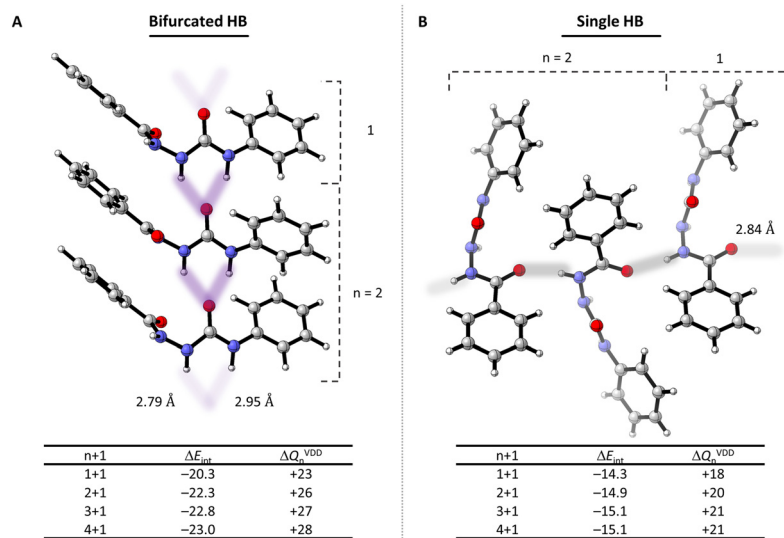 A
Bifurcated HB
1
n = 2
2.79 Å
2.95 Å
n+1 ΔEint ΔQnVDD
1+1 –20.3 +23
2+1 –22.3 +26
3+1 –22.8 +27
4+1 –23.0 +28
B
Single HB
n = 2
1
2.84 Å
n+1 ΔEint ΔQnVDD
1+1 –14.3 +18
2+1 –14.9 +20
3+1 –15.1 +21
4+1 –15.1 +21